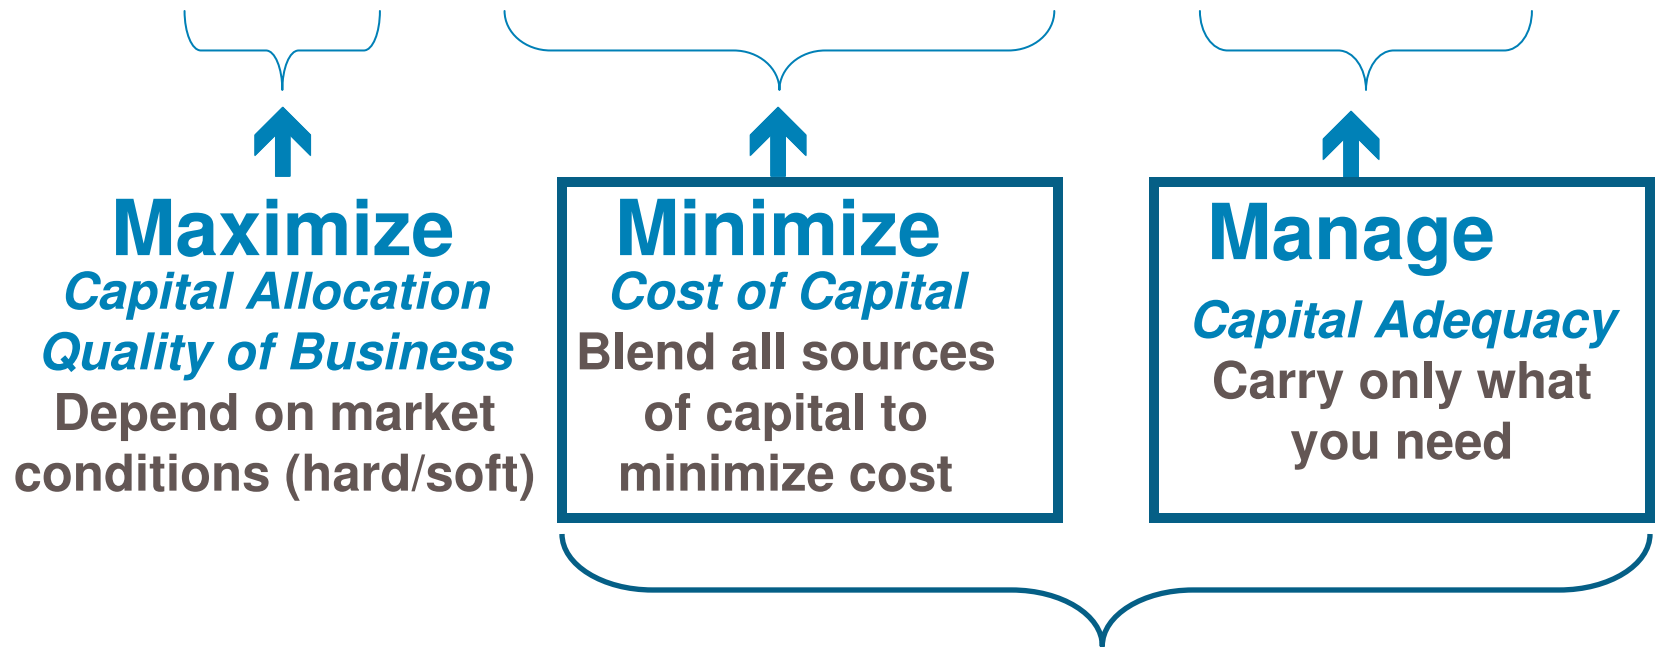 Maximize
Capital Allocation
Quality of Business
Depend on market
conditions (hard/soft)
Minimize
Cost of Capital
Blend all sources
of capital to
minimize cost
Manage
Capital Adequacy
Carry only what
you need